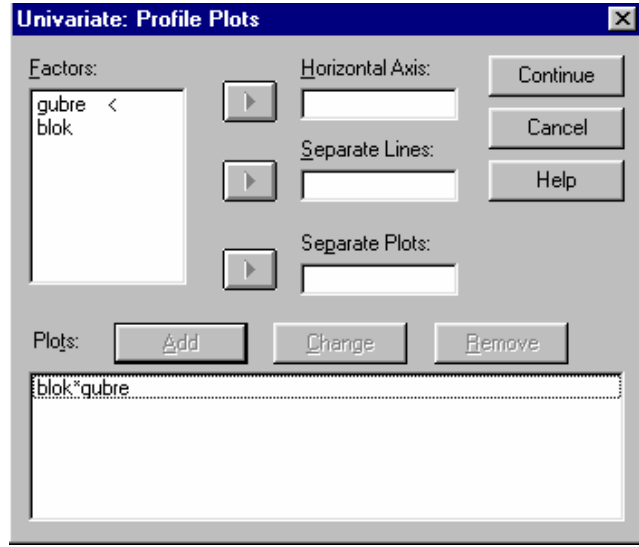 Univariate: Profile Plots
Factors:
gubre <
blok
Horizontal Axis:
Separate Lines:
Separate Plots:
Continue
Cancel
Help
Plots:
Add
Change
Remove
blok*gubre